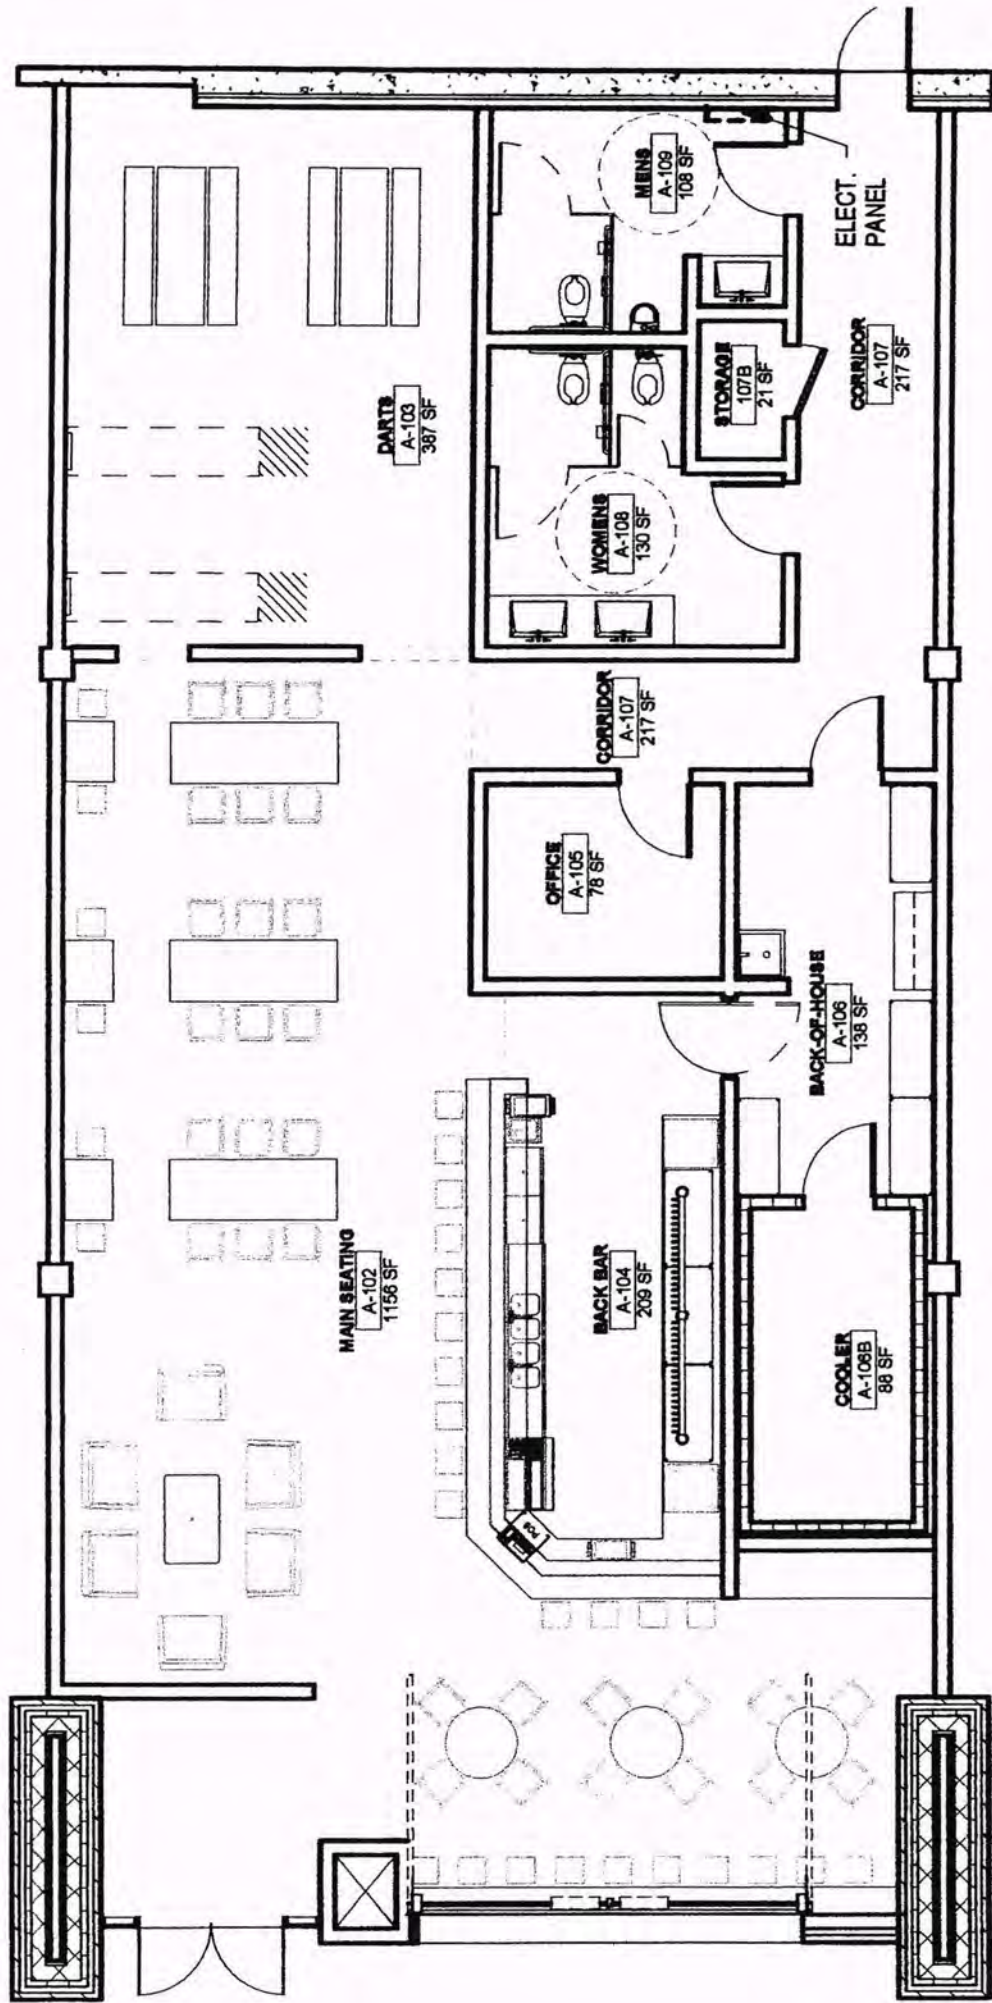 MENS
A-109
108 SF
ELECT.
PANEL
DARTS
A-103
387 SF
STORAGE
107B
21 SF
CORRIDOR
A-107
217 SF
WOMENS
A-108
130 SF
CORRIDOR
A-107
217 SF
OFFICE
A-105
78 SF
BACK-OF-HOUSE
A-106
138 SF
MAIN SEATING
A-102
1156 SF
BACK BAR
A-104
209 SF
COOLER
A-106B
88 SF
POS